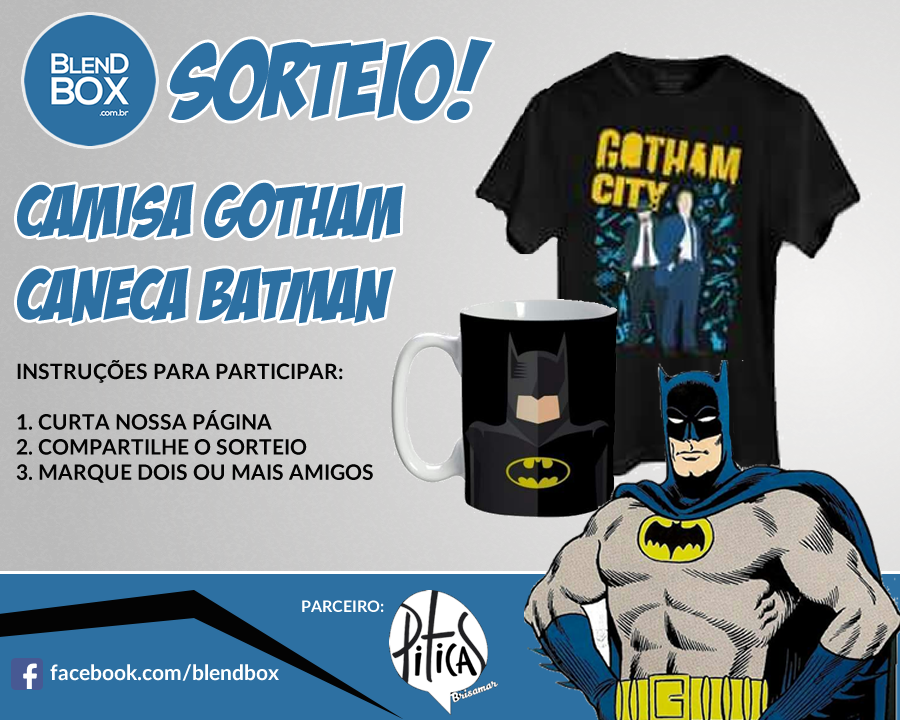 BLEND
BOX
.com.br
SORTEIO!
CAMISA GOTHAM
CANECA BATMAN
GOTHAM
CITY
INSTRUÇÕES PARA PARTICIPAR:
1. CURTA NOSSA PÁGINA
2. COMPARTILHE O SORTEIO
3. MARQUE DOIS OU MAIS AMIGOS
PARCEIRO:
PITICAS
Brisamar
f facebook.com/blendbox